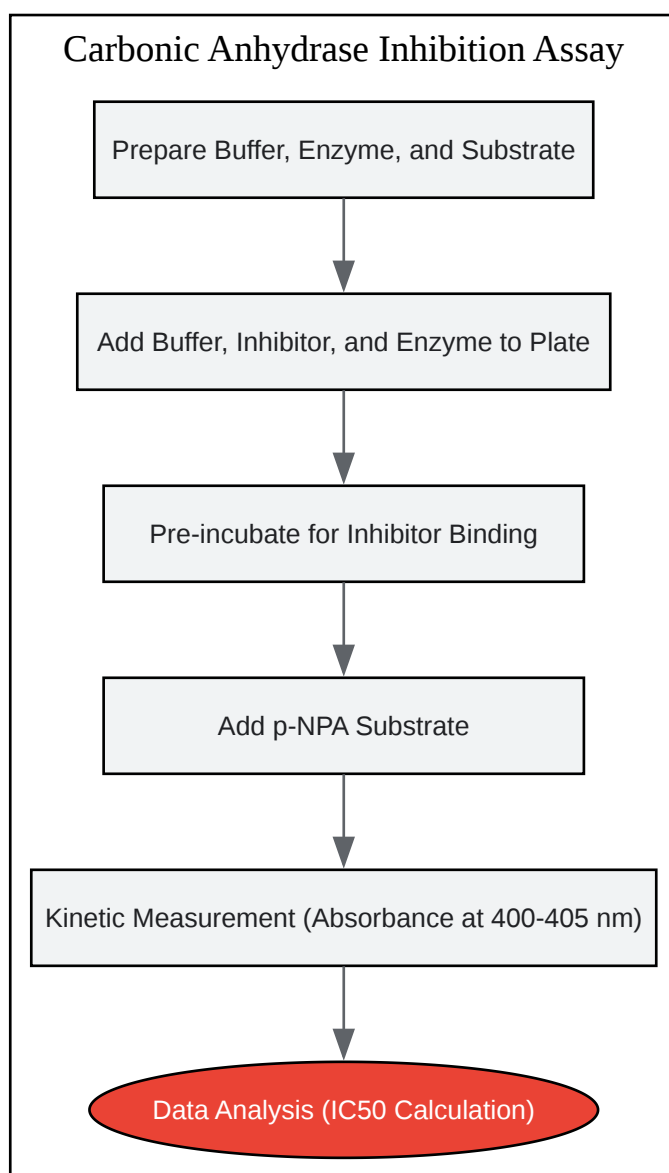 Carbonic Anhydrase Inhibition Assay
Prepare Buffer, Enzyme, and Substrate
Add Buffer, Inhibitor, and Enzyme to Plate
Pre-incubate for Inhibitor Binding
Add p-NPA Substrate
Kinetic Measurement (Absorbance at 400-405 nm)
Data Analysis (IC50 Calculation)